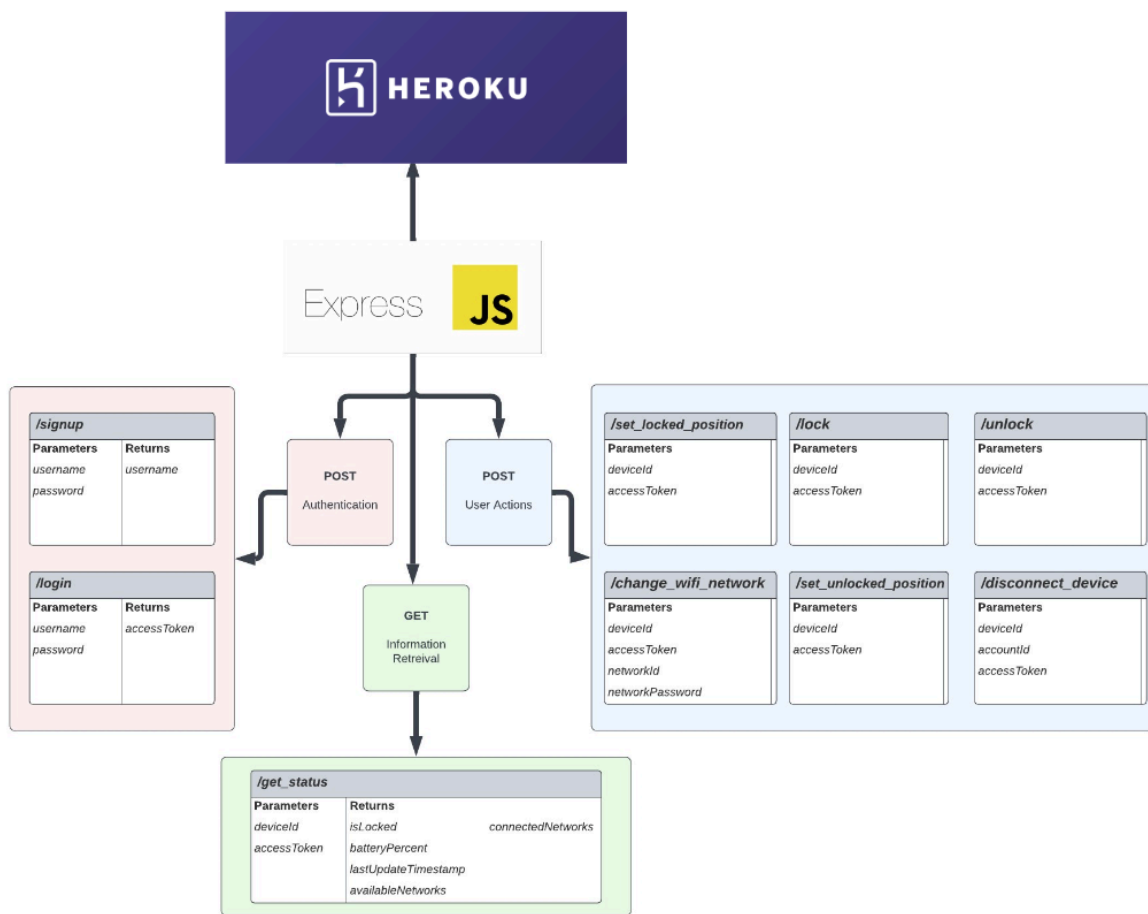 HEROKU
Express
JS
/signup
Parameters
Returns
username
username
password
/login
Parameters
Returns
username
accessToken
password
POST
Authentication
POST
User Actions
GET
Information
Retreival
/set_locked_position
Parameters
deviceId
accessToken
/lock
Parameters
deviceId
accessToken
/unlock
Parameters
deviceId
accessToken
/change_wifi_network
Parameters
deviceId
accessToken
networkId
networkPassword
/set_unlocked_position
Parameters
deviceId
accessToken
/disconnect_device
Parameters
deviceId
accountId
accessToken
/get_status
Parameters
Returns
deviceId
isLocked
connectedNetworks
accessToken
batteryPercent
lastUpdateTimestamp
availableNetworks